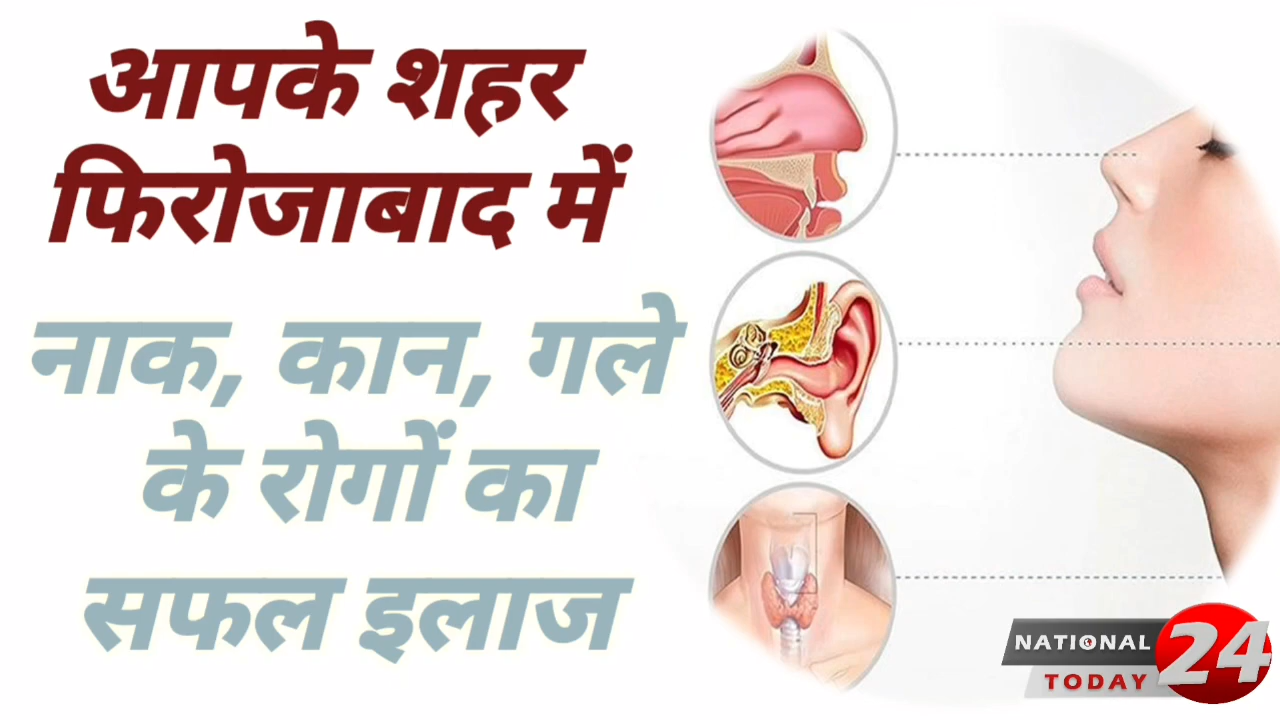 आपके शहर
फिरोजाबाद में
नाक, कान, गले
के रोगों का
सफल इलाज
NATIONAL
24
TODAY